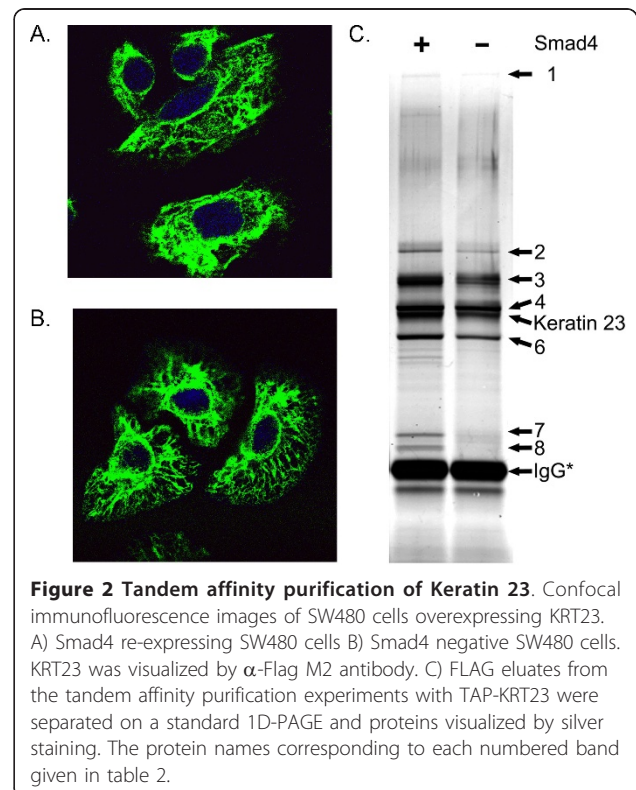 A.
C.
+ − Smad4
1
2
3
4
Keratin 23
B.
6
7
8
IgG*
Figure 2 Tandem affinity purification of Keratin 23. Confocal
immunofluorescence images of SW480 cells overexpressing KRT23.
A) Smad4 re-expressing SW480 cells B) Smad4 negative SW480 cells.
KRT23 was visualized by α-Flag M2 antibody. C) FLAG eluates from
the tandem affinity purification experiments with TAP-KRT23 were
separated on a standard 1D-PAGE and proteins visualized by silver
staining. The protein names corresponding to each numbered band
given in table 2.